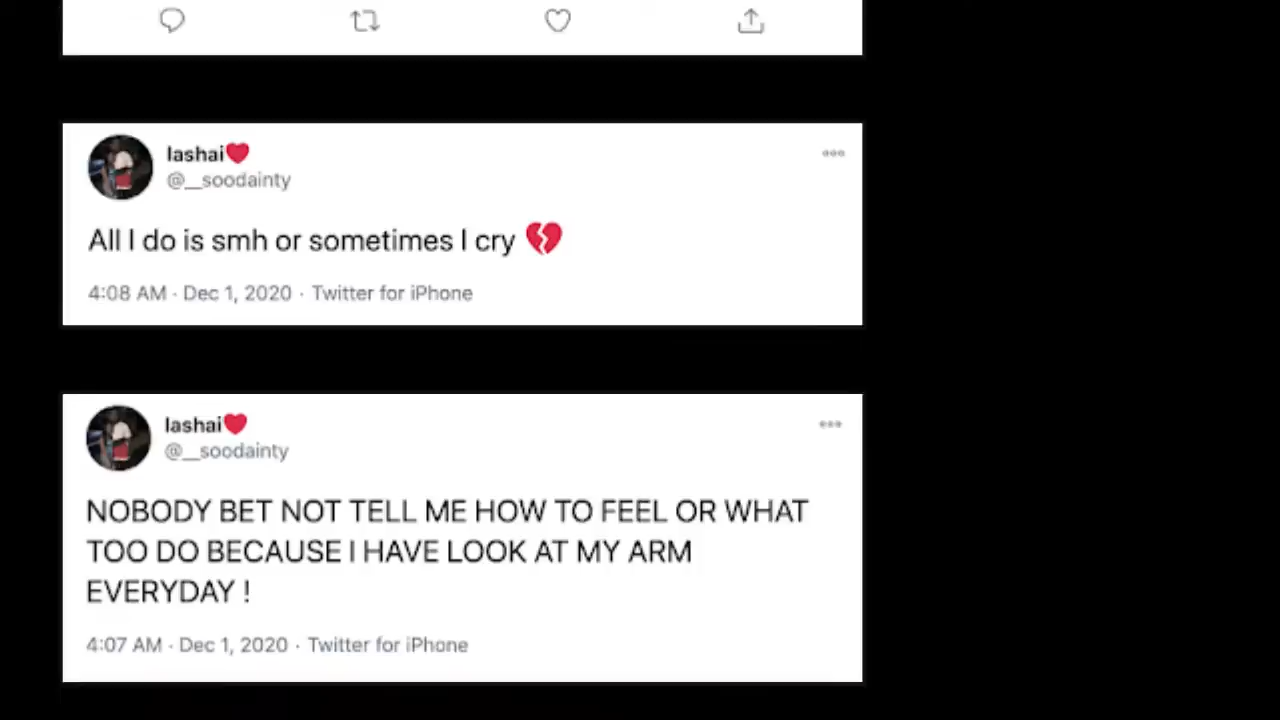 lashai❤️
@__soodainty
All I do is smh or sometimes I cry 💔
4:08 AM · Dec 1, 2020 · Twitter for iPhone
lashai❤️
@__soodainty
NOBODY BET NOT TELL ME HOW TO FEEL OR WHAT
TOO DO BECAUSE I HAVE LOOK AT MY ARM
EVERYDAY !
4:07 AM · Dec 1, 2020 · Twitter for iPhone